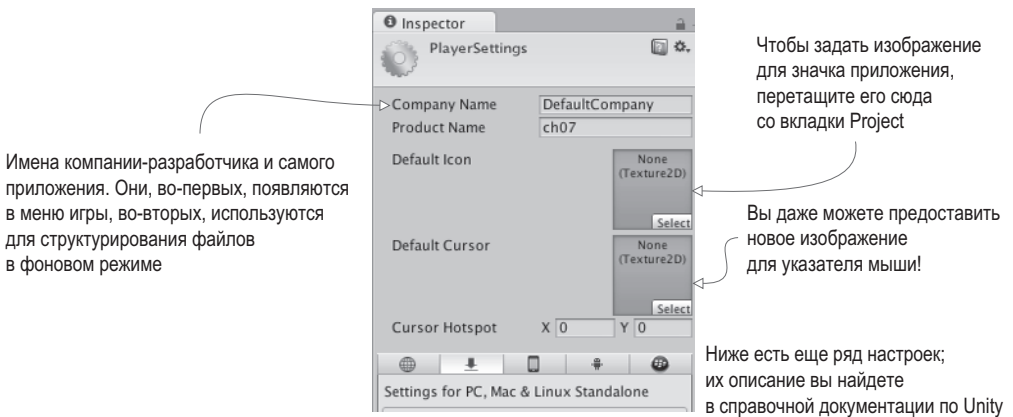 Inspector
PlayerSettings
Company Name DefaultCompany
Product Name ch07
Default Icon
None
(Texture2D)
Select
Default Cursor
None
(Texture2D)
Select
Cursor Hotspot X 0 Y 0
Settings for PC, Mac & Linux Standalone
Имена компании-разработчика и самого
приложения. Они, во-первых, появляются
в меню игры, во-вторых, используются
для структурирования файлов
в фоновом режиме
Чтобы задать изображение
для значка приложения,
перетащите его сюда
со вкладки Project
Вы даже можете предоставить
новое изображение
для указателя мыши!
Ниже есть еще ряд настроек;
их описание вы найдете
в справочной документации по Unity